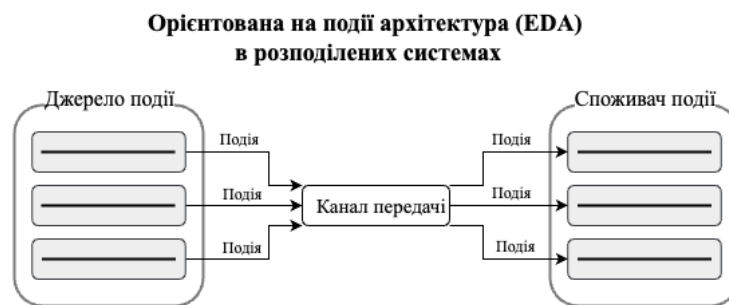 Орієнтована на події архітектура (EDA)
в розподілених системах
Джерело події
Споживач події
Подія
Подія
Подія
Канал передачі
Подія
Подія
Подія